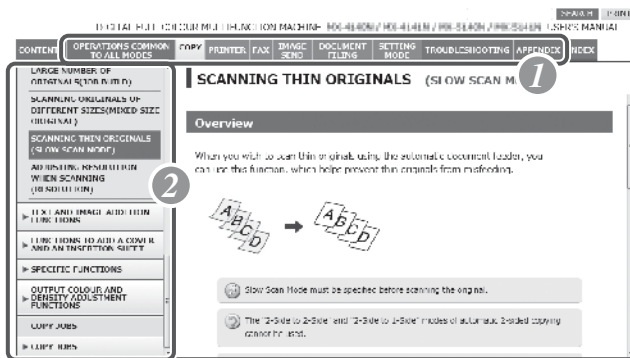 SEARCH PRINT
DIGITAL FULL COLOUR MULTIFUNCTION MACHINE USER'S MANUAL
CONTENT OPERATIONS COMMON TO ALL MODES COPY PRINTER FAX IMAGE SEND DOCUMENT FILING SETTING MODE TROUBLESHOOTING APPENDIX INDEX
1
LARGE NUMBER OF
ORIGINALS(JOB BUILD)
SCANNING ORIGINALS OF
DIFFERENT SIZES(MIXED SIZE
ORIGINAL)
SCANNING THIN ORIGINALS
(SLOW SCAN MODE)
ADJUSTING RESOLUTION
WHEN SCANNING
(RESOLUTION)
TEXT AND IMAGE ADDITION
FUNCTIONS
FUNCTIONS TO ADD A COVER
AND AN INSERTION SHEET
SPECIFIC FUNCTIONS
OUTPUT COLOUR AND
DENSITY ADJUSTMENT
FUNCTIONS
COPY JOBS
COPY JOBS
2
SCANNING THIN ORIGINALS (SLOW SCAN M
Overview
When you wish to scan thin originals using the automatic document feeder, you
can use this function, which helps prevent thin originals from misfeeding.
A B C D A B C D
Slow Scan Mode must be specified before scanning the original.
The "2-Side to 2-Side" and "2-Side to 1-Side" modes of automatic 2-sided copying
cannot be used.